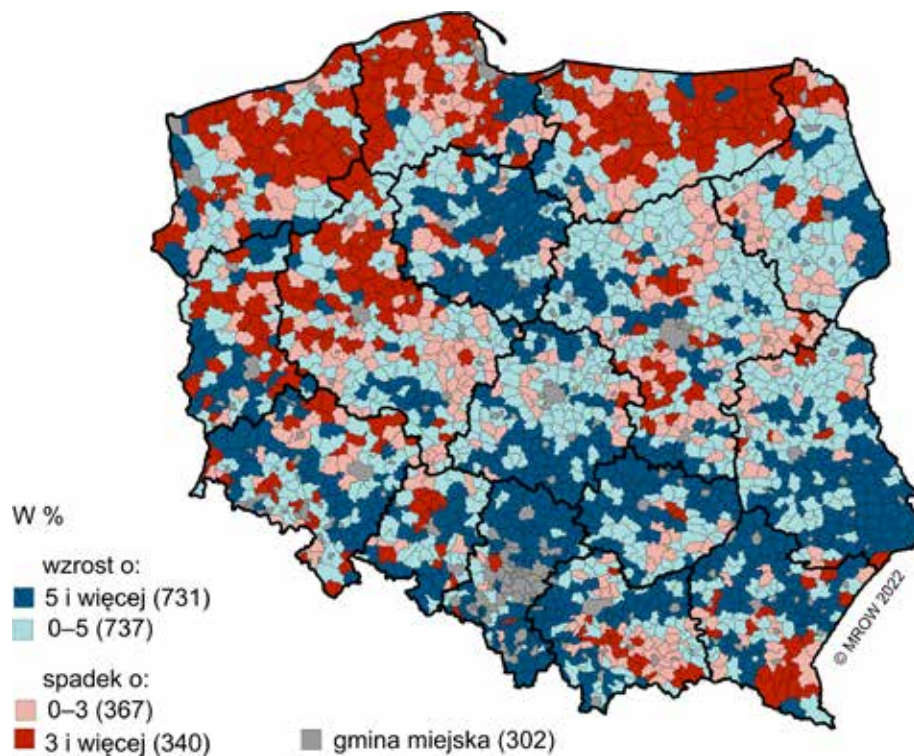 W %
wzrost o:
5 i więcej (731)
0–5 (737)
spadek o:
0–3 (367)
3 i więcej (340)
gmina miejska (302)
© MROW 2022